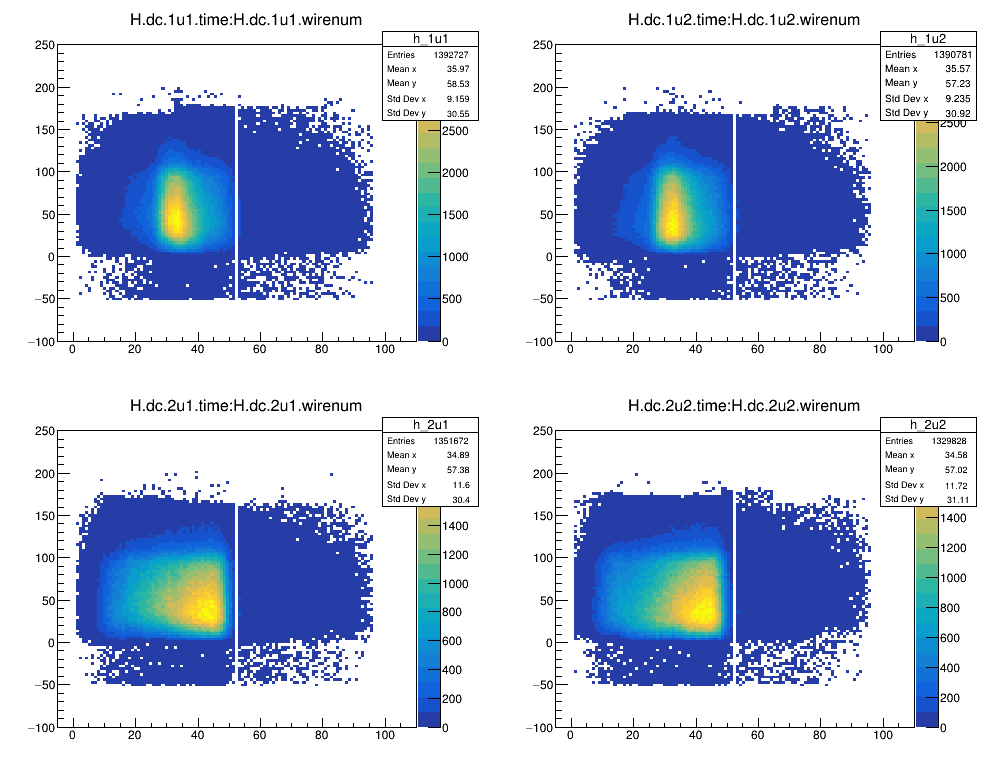 H.dc.1u1.time:H.dc.1u1.wirenum
h_1u1
Entries 1392727
Mean x 35.97
Mean y 58.53
Std Dev x 9.159
Std Dev y 30.55
250
200
150
100
50
0
−50
−100
0 20 40 60 80 100
2500
2000
1500
1000
500
0
H.dc.1u2.time:H.dc.1u2.wirenum
h_1u2
Entries 1390781
Mean x 35.57
Mean y 57.23
Std Dev x 9.235
Std Dev y 30.92
250
200
150
100
50
0
−50
−100
0 20 40 60 80 100
2500
2000
1500
1000
500
0
H.dc.2u1.time:H.dc.2u1.wirenum
h_2u1
Entries 1351672
Mean x 34.89
Mean y 57.38
Std Dev x 11.6
Std Dev y 30.4
250
200
150
100
50
0
−50
−100
0 20 40 60 80 100
1400
1200
1000
800
600
400
200
0
H.dc.2u2.time:H.dc.2u2.wirenum
h_2u2
Entries 1329828
Mean x 34.58
Mean y 57.02
Std Dev x 11.72
Std Dev y 31.11
250
200
150
100
50
0
−50
−100
0 20 40 60 80 100
1400
1200
1000
800
600
400
200
0